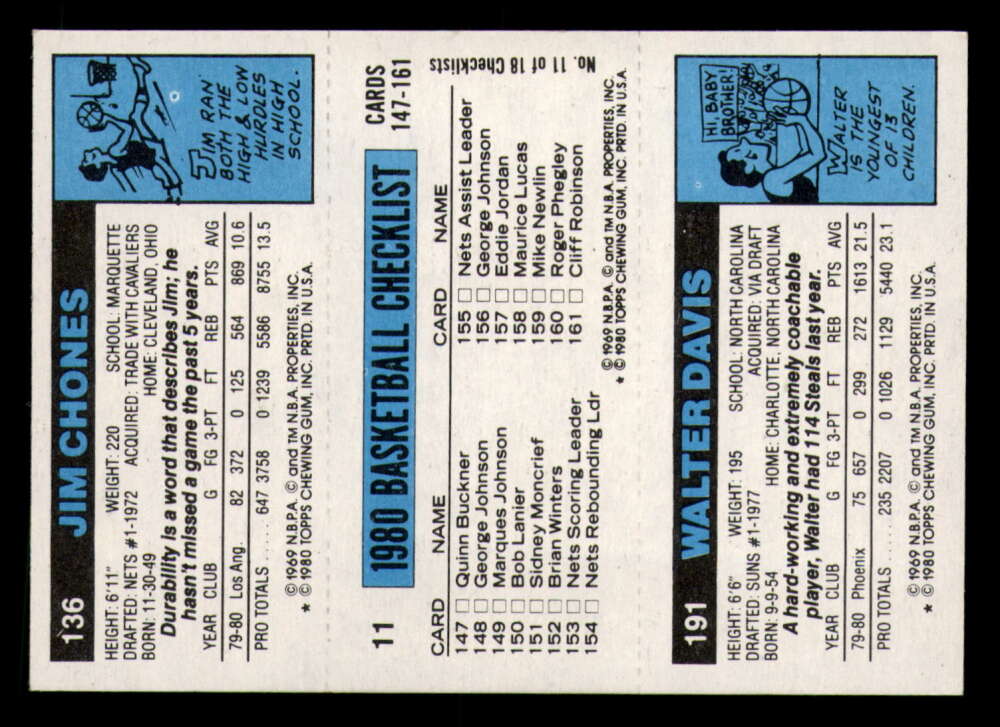 136 JIM CHONES
HEIGHT: 6'11" WEIGHT: 220 SCHOOL: MARQUETTE
DRAFTED: NETS #1-1972 ACQUIRED: TRADE WITH CAVALIERS
BORN: 11-30-49 HOME: CLEVELAND, OHIO
Durability is a word that describes Jim; he
hasn't missed a game the past 5 years.
YEAR CLUB G FG 3-PT FT REB PTS AVG
79-80 Los Ang. 82 372 0 125 564 869 10.6
PRO TOTALS..... 647 3758 0 1239 5586 8755 13.5
© 1969 N.B.P.A. © and TM N.B.A. PROPERTIES, INC.
★ © 1980 TOPPS CHEWING GUM, INC. PRTD. IN U.S.A.
JIM RAN
BOTH THE
HIGH & LOW
HURDLES
IN HIGH
SCHOOL.
11 1980 BASKETBALL CHECKLIST CARDS
147-161
CARD NAME
147 Quinn Buckner
148 George Johnson
149 Marques Johnson
150 Bob Lanier
151 Sidney Moncrief
152 Brian Winters
153 Nets Scoring Leader
154 Nets Rebounding Ldr
CARD NAME
155 Nets Assist Leader
156 George Johnson
157 Eddie Jordan
158 Maurice Lucas
159 Mike Newlin
160 Roger Phegley
161 Cliff Robinson
© 1969 N.B.P.A. © and TM N.B.A. PROPERTIES, INC.
★ © 1980 TOPPS CHEWING GUM, INC. PRTD. IN U.S.A.
No. 11 of 18 Checklists
191 WALTER DAVIS
HEIGHT: 6'6" WEIGHT: 195 SCHOOL: NORTH CAROLINA
DRAFTED: SUNS #1-1977 ACQUIRED: VIA DRAFT
BORN: 9-9-54 HOME: CHARLOTTE, NORTH CAROLINA
A hard-working and extremely coachable
player, Walter had 114 Steals last year.
YEAR CLUB G FG 3-PT FT REB PTS AVG
79-80 Phoenix 75 657 0 299 272 1613 21.5
PRO TOTALS..... 235 2207 0 1026 1129 5440 23.1
© 1969 N.B.P.A. © and TM N.B.A. PROPERTIES, INC.
★ © 1980 TOPPS CHEWING GUM, INC. PRTD. IN U.S.A.
HI, BABY
BROTHER!
WALTER
IS THE
YOUNGEST
OF 13
CHILDREN.